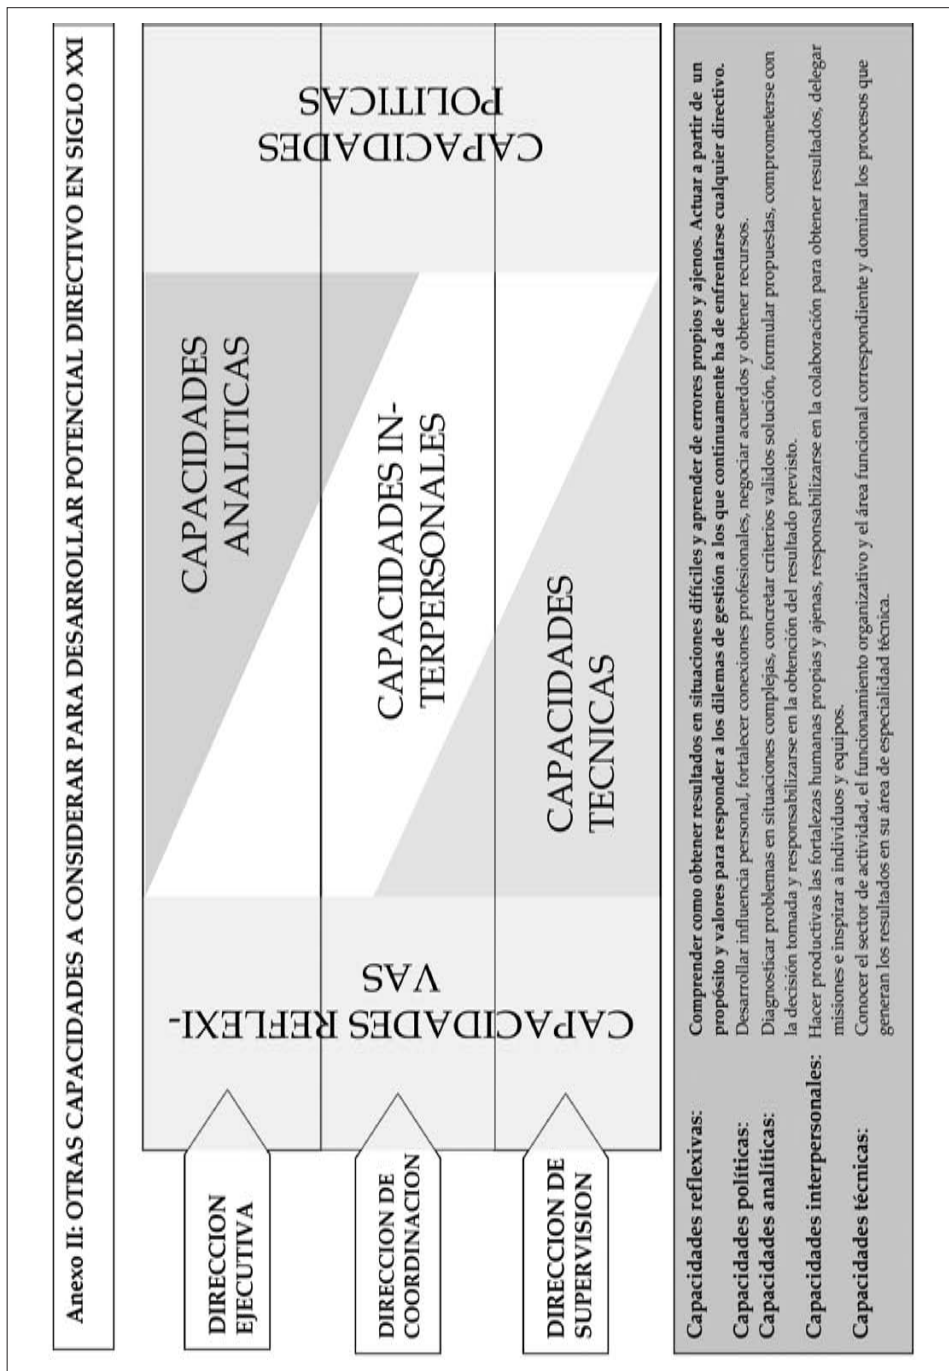 Anexo II: OTRAS CAPACIDADES A CONSIDERAR PARA DESARROLLAR POTENCIAL DIRECTIVO EN SIGLO XXI
DIRECCION
EJECUTIVA
DIRECCION DE
COORDINACION
DIRECCION DE
SUPERVISION
CAPACIDADES REFLEXI-
VAS
CAPACIDADES
ANALITICAS
CAPACIDADES IN-
TERPERSONALES
CAPACIDADES
TECNICAS
CAPACIDADES
POLITICAS
Capacidades reflexivas: Comprender como obtener resultados en situaciones difíciles y aprender de errores propios y ajenos. Actuar a partir de un
propósito y valores para responder a los dilemas de gestión a los que continuamente ha de enfrentarse cualquier directivo.
Capacidades políticas: Desarrollar influencia personal, fortalecer conexiones profesionales, negociar acuerdos y obtener recursos.
Capacidades analíticas: Diagnosticar problemas en situaciones complejas, concretar criterios validos solución, formular propuestas, comprometerse con
la decisión tomada y responsabilizarse en la obtención del resultado previsto.
Capacidades interpersonales: Hacer productivas las fortalezas humanas propias y ajenas, responsabilizarse en la colaboración para obtener resultados, delegar
misiones e inspirar a individuos y equipos.
Capacidades técnicas: Conocer el sector de actividad, el funcionamiento organizativo y el área funcional correspondiente y dominar los procesos que
generan los resultados en su área de especialidad técnica.